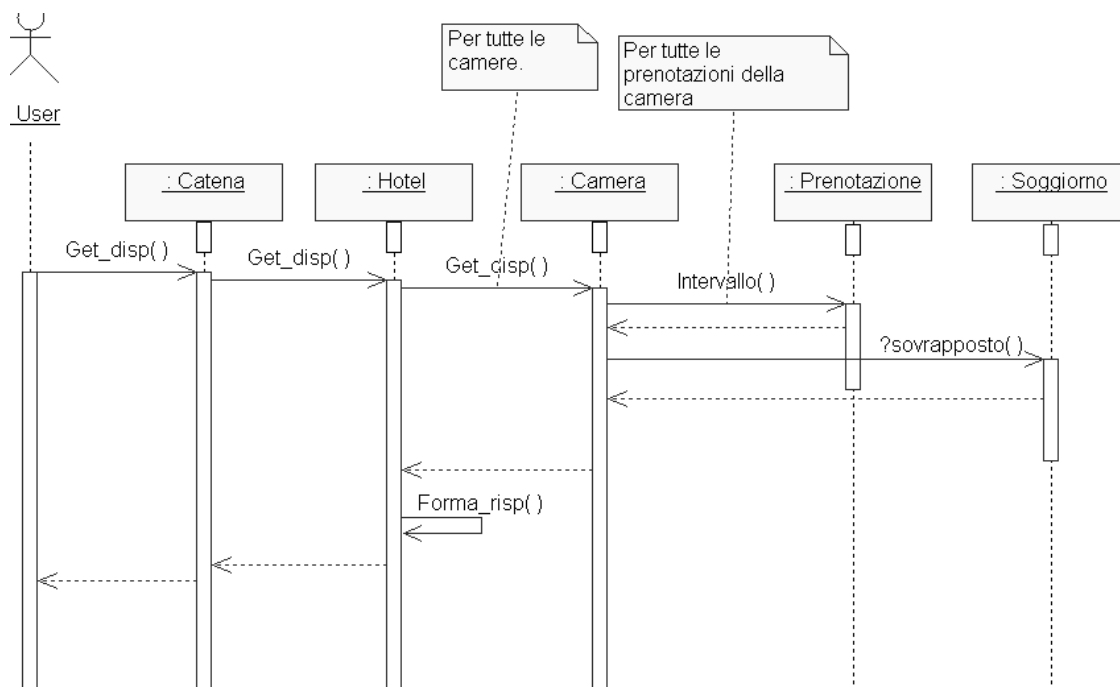 Per tutte le
camere.
Per tutte le
prenotazioni della
camera
User
: Catena
: Hotel
: Camera
: Prenotazione
: Soggiorno
Get_disp( )
Get_disp( )
Get_disp( )
Intervallo( )
?sovrapposto( )
Forma_risp( )